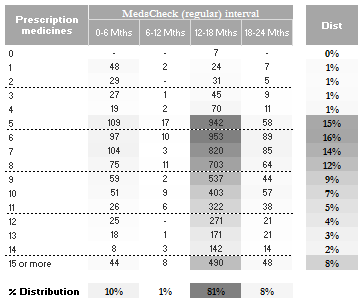 Prescription medicines MedsCheck (regular) interval
0-6 Mths 6-12 Mths 12-18 Mths 18-24 Mths Dist
0 - - 7 - 0%
1 48 2 24 7 1%
2 29 - 31 5 1%
3 27 1 45 9 1%
4 19 2 70 11 1%
5 109 17 942 58 15%
6 97 10 953 89 16%
7 104 3 820 85 14%
8 75 11 703 64 12%
9 59 2 537 44 9%
10 51 9 403 57 7%
11 26 6 322 38 5%
12 25 - 271 21 4%
13 18 1 171 21 3%
14 8 3 142 14 2%
15 or more 44 8 490 48 8%
% Distribution 10% 1% 81% 8%